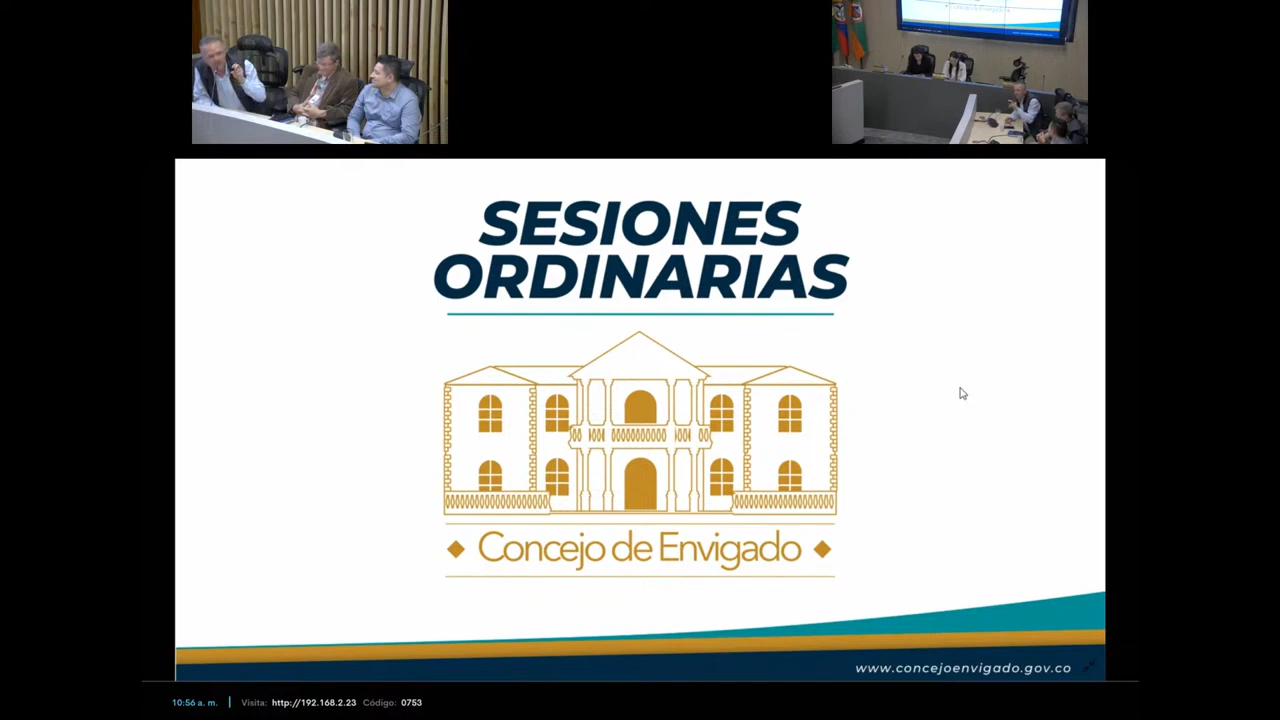 SESIONES
ORDINARIAS
Concejo de Envigado
www.concejoenvigado.gov.co
10:56 a. m. Visita: http://192.168.2.23 Código: 0753